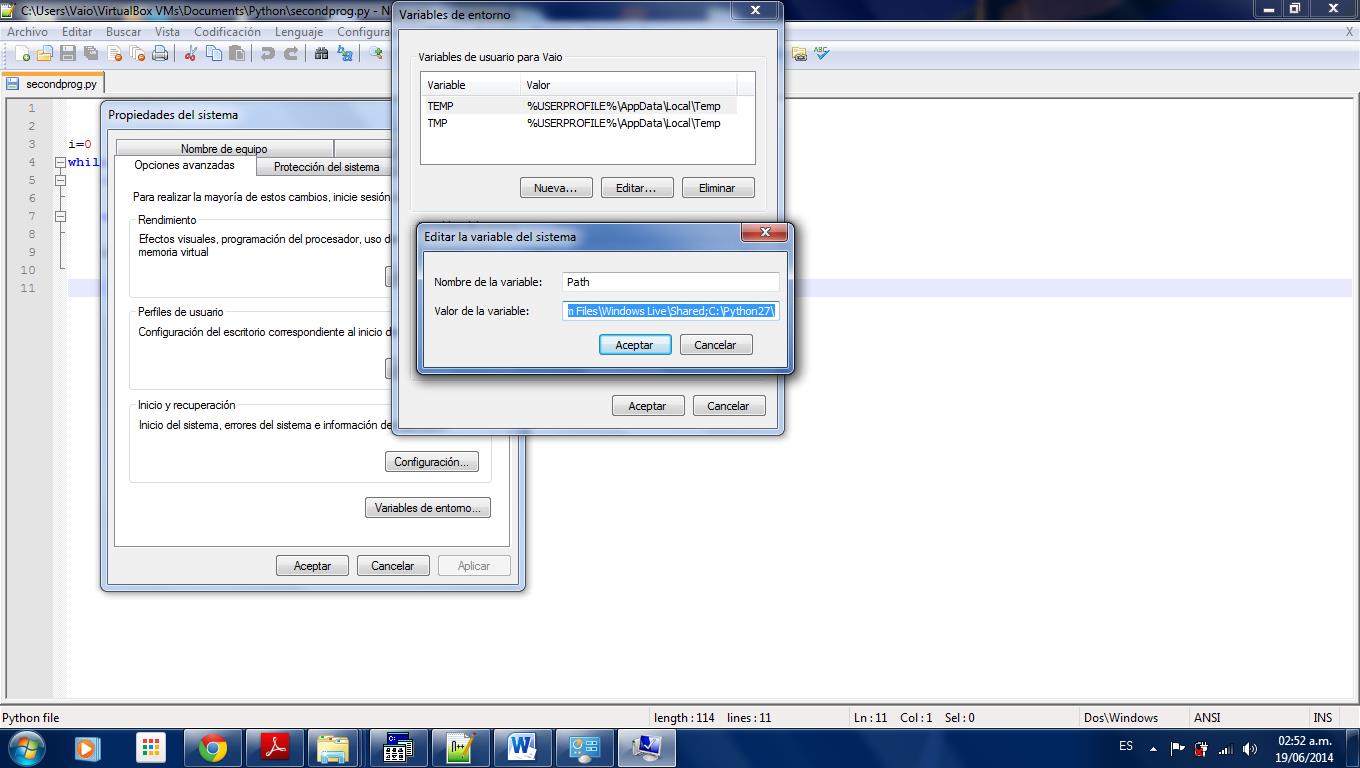 C:\Users\Vaio\VirtualBox VMs\Documents\Python\secondprog.py - N
Archivo Editar Buscar Vista Codificación Lenguaje Configura X
secondprog.py
1
2
3 i=0
4 whil
5
6
7
8
9
10
11
Propiedades del sistema
Nombre de equipo
Opciones avanzadas Protección del sistema
Para realizar la mayoría de estos cambios, inicie sesión
Rendimiento
Efectos visuales, programación del procesador, uso d
memoria virtual
Perfiles de usuario
Configuración del escritorio correspondiente al inicio d
Inicio y recuperación
Inicio del sistema, errores del sistema e información de
Configuración...
Variables de entorno...
Aceptar Cancelar Aplicar
Variables de entorno
Variables de usuario para Vaio
Variable Valor
TEMP %USERPROFILE%\AppData\Local\Temp
TMP %USERPROFILE%\AppData\Local\Temp
Nueva... Editar... Eliminar
Editar la variable del sistema
Nombre de la variable: Path
Valor de la variable: m Files\Windows Live\Shared;C:\Python27\
Aceptar Cancelar
Aceptar Cancelar
Python file length : 114 lines : 11 Ln : 11 Col : 1 Sel : 0 Dos\Windows ANSI INS
ES 02:52 a.m.
19/06/2014